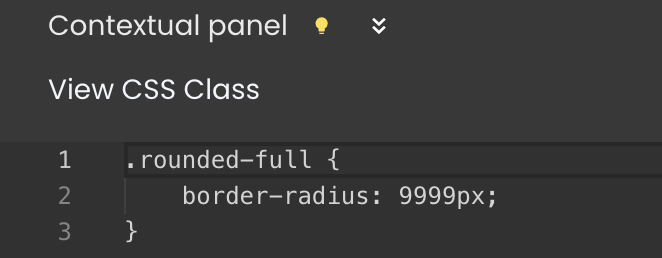 Contextual panel
View CSS Class
1 .rounded-full {
2     border-radius: 9999px;
3 }